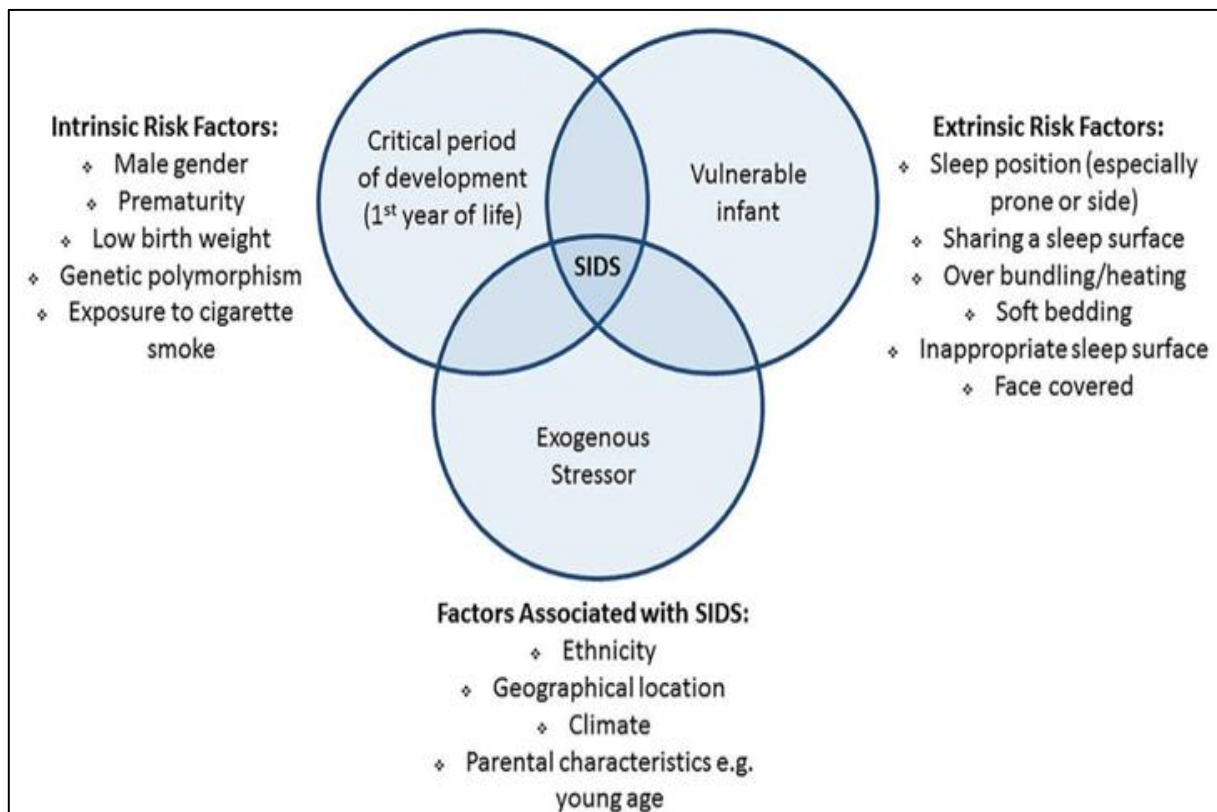 Intrinsic Risk Factors:
❖ Male gender
❖ Prematurity
❖ Low birth weight
❖ Genetic polymorphism
❖ Exposure to cigarette
smoke
Critical period
of development
(1st year of life)
Vulnerable
infant
SIDS
Exogenous
Stressor
Extrinsic Risk Factors:
❖ Sleep position (especially
prone or side)
❖ Sharing a sleep surface
❖ Over bundling/heating
❖ Soft bedding
❖ Inappropriate sleep surface
❖ Face covered
Factors Associated with SIDS:
❖ Ethnicity
❖ Geographical location
❖ Climate
❖ Parental characteristics e.g.
young age